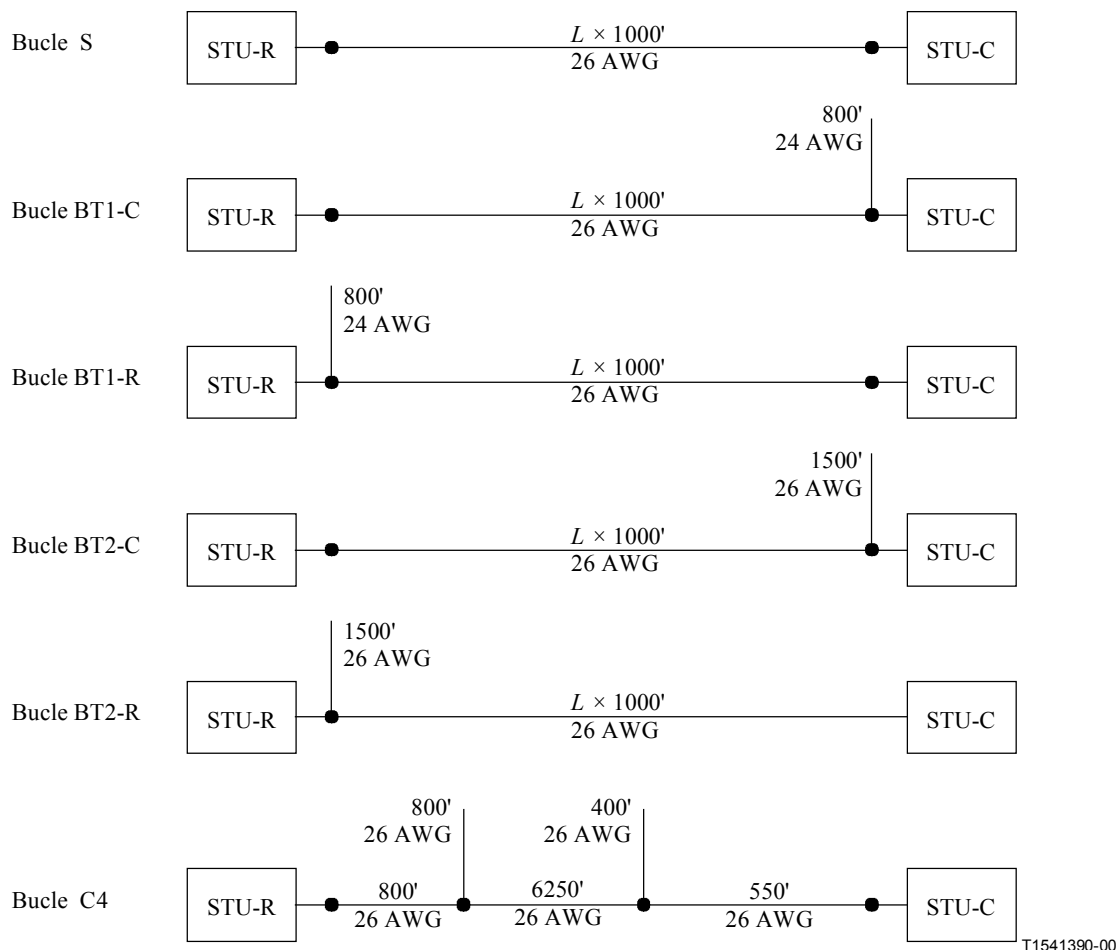 Bucle S
STU-R
L × 1000'
26 AWG
STU-C
800'
24 AWG
Bucle BT1-C
STU-R
L × 1000'
26 AWG
STU-C
800'
24 AWG
Bucle BT1-R
STU-R
L × 1000'
26 AWG
STU-C
1500'
26 AWG
Bucle BT2-C
STU-R
L × 1000'
26 AWG
STU-C
1500'
26 AWG
Bucle BT2-R
STU-R
L × 1000'
26 AWG
STU-C
800'
26 AWG
400'
26 AWG
Bucle C4
STU-R
800'
26 AWG
6250'
26 AWG
550'
26 AWG
STU-C
T1541390-00